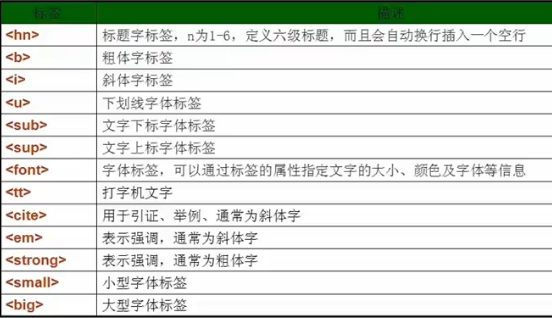 标签 描述
<hn> 标题字标签，n为1-6，定义六级标题，而且会自动换行插入一个空行
<b> 粗体字标签
<i> 斜体字标签
<u> 下划线字体标签
<sub> 文字下标字体标签
<sup> 文字上标字体标签
<font> 字体标签，可以通过标签的属性指定文字的大小、颜色及字体等信息
<tt> 打字机文字
<cite> 用于引证、举例、通常为斜体字
<em> 表示强调，通常为斜体字
<strong> 表示强调，通常为粗体字
<small> 小型字体标签
<big> 大型字体标签